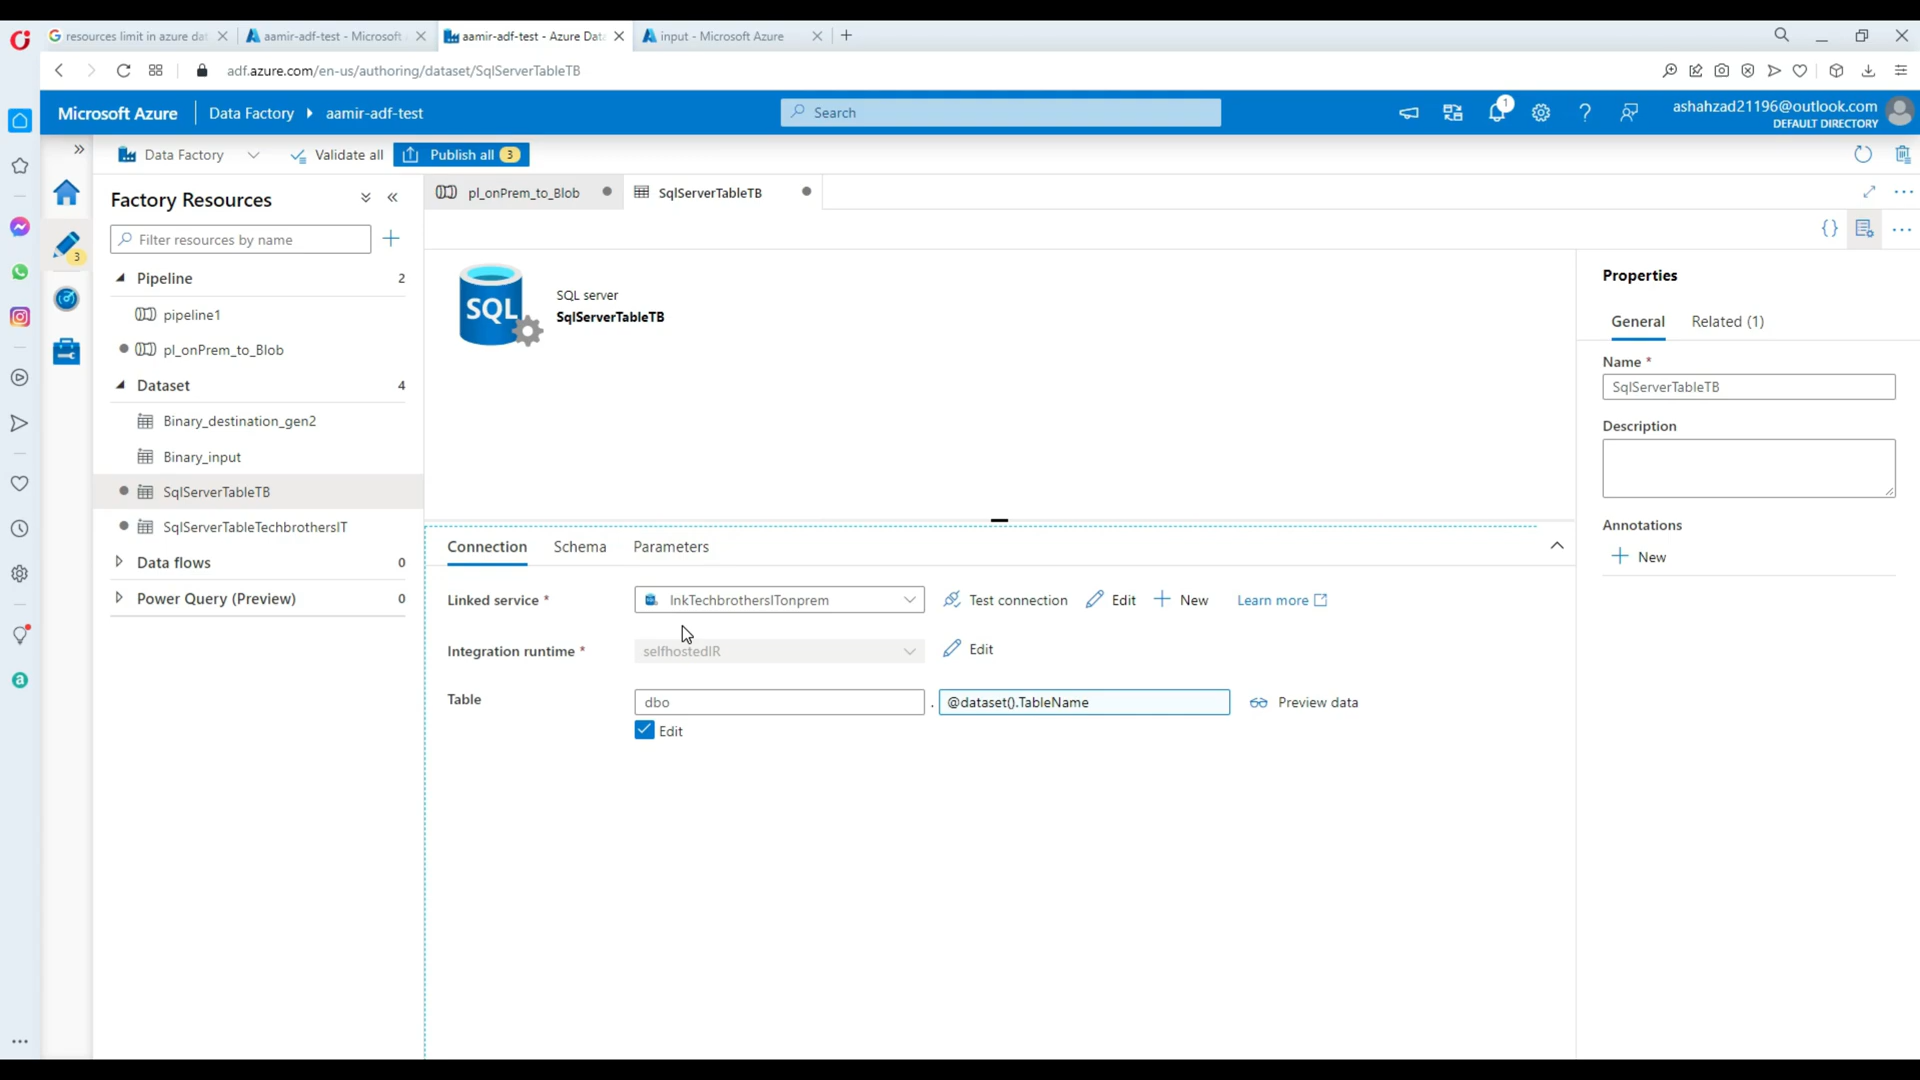 resources limit in azure dat
aamir-adf-test - Microsoft
aamir-adf-test - Azure Data
input - Microsoft Azure
adf.azure.com/en-us/authoring/dataset/SqlServerTableTB
Microsoft Azure
Data Factory
aamir-adf-test
Search
1
ashahzad21196@outlook.com
DEFAULT DIRECTORY
Data Factory
Validate all
Publish all 3
Factory Resources
pl_onPrem_to_Blob
SqlServerTableTB
3
Filter resources by name
Pipeline 2
pipeline1
pl_onPrem_to_Blob
Dataset 4
Binary_destination_gen2
Binary_input
SqlServerTableTB
SqlServerTableTechbrothersIT
Data flows 0
Power Query (Preview) 0
SQL
SQL server
SqlServerTableTB
Connection
Schema
Parameters
Linked service *
lnkTechbrothersITonprem
Test connection
Edit
New
Learn more
Integration runtime *
selfhostedIR
Edit
Table
dbo
.
@dataset().TableName
Preview data
Edit
Properties
General
Related (1)
Name *
SqlServerTableTB
Description
Annotations
New